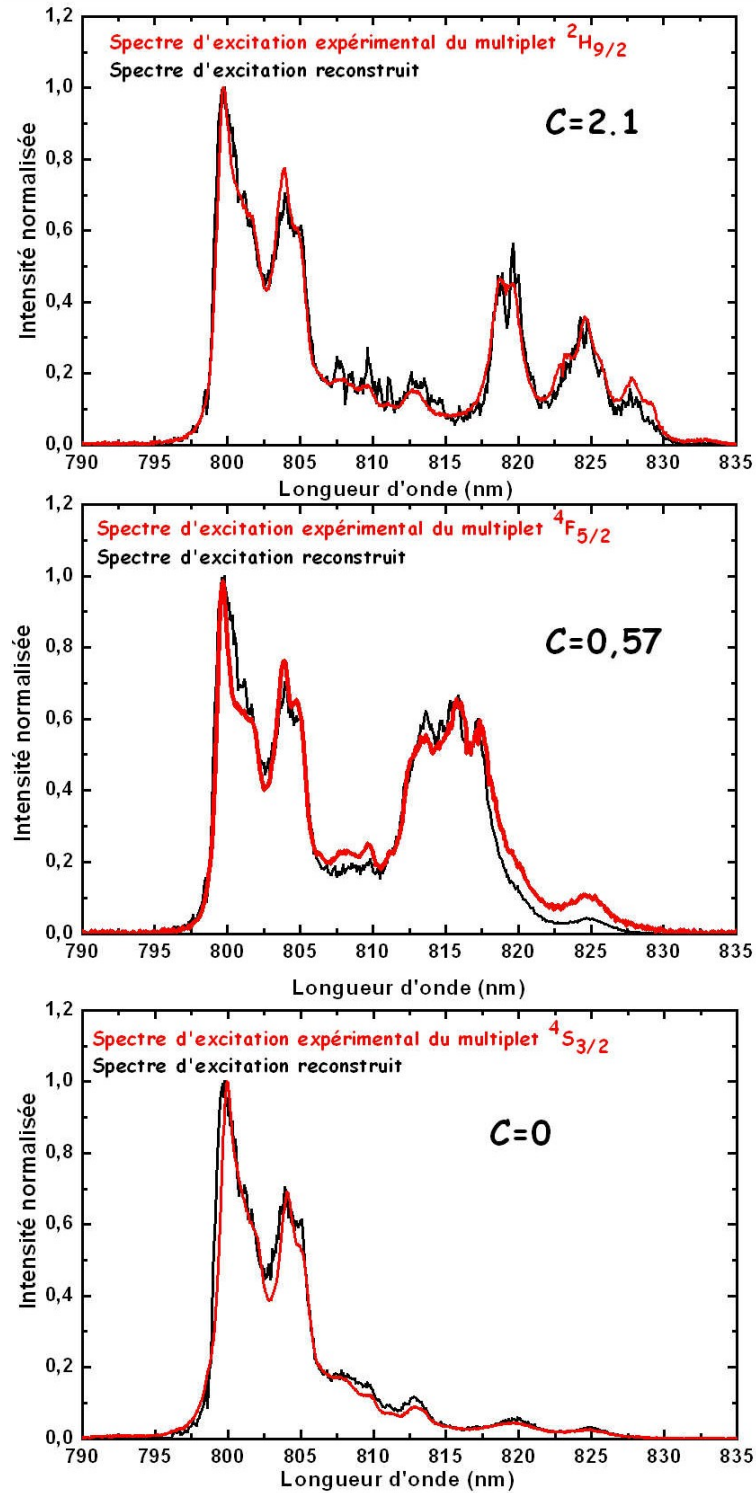 1,2
Spectre d'excitation expérimental du multiplet ²H₉/₂
Spectre d'excitation reconstruit
1,0
C=2.1
0,8
0,6
0,4
0,2
0,0
Intensité normalisée
790 795 800 805 810 815 820 825 830 835
Longueur d'onde (nm)
1,2
Spectre d'excitation expérimental du multiplet ⁴F₅/₂
Spectre d'excitation reconstruit
1,0
C=0,57
0,8
0,6
0,4
0,2
0,0
Intensité normalisée
790 795 800 805 810 815 820 825 830 835
Longueur d'onde (nm)
1,2
Spectre d'excitation expérimental du multiplet ⁴S₃/₂
Spectre d'excitation reconstruit
1,0
C=0
0,8
0,6
0,4
0,2
0,0
Intensité normalisée
790 795 800 805 810 815 820 825 830 835
Longueur d'onde (nm)